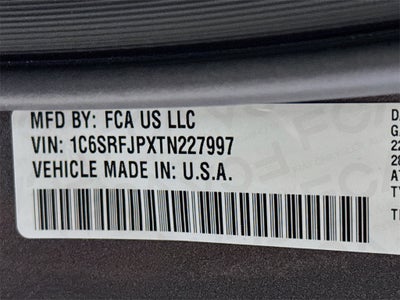 MFD BY: FCA US LLC
VIN: 1C6SRFJPXTN227997
VEHICLE MADE IN: U.S.A.